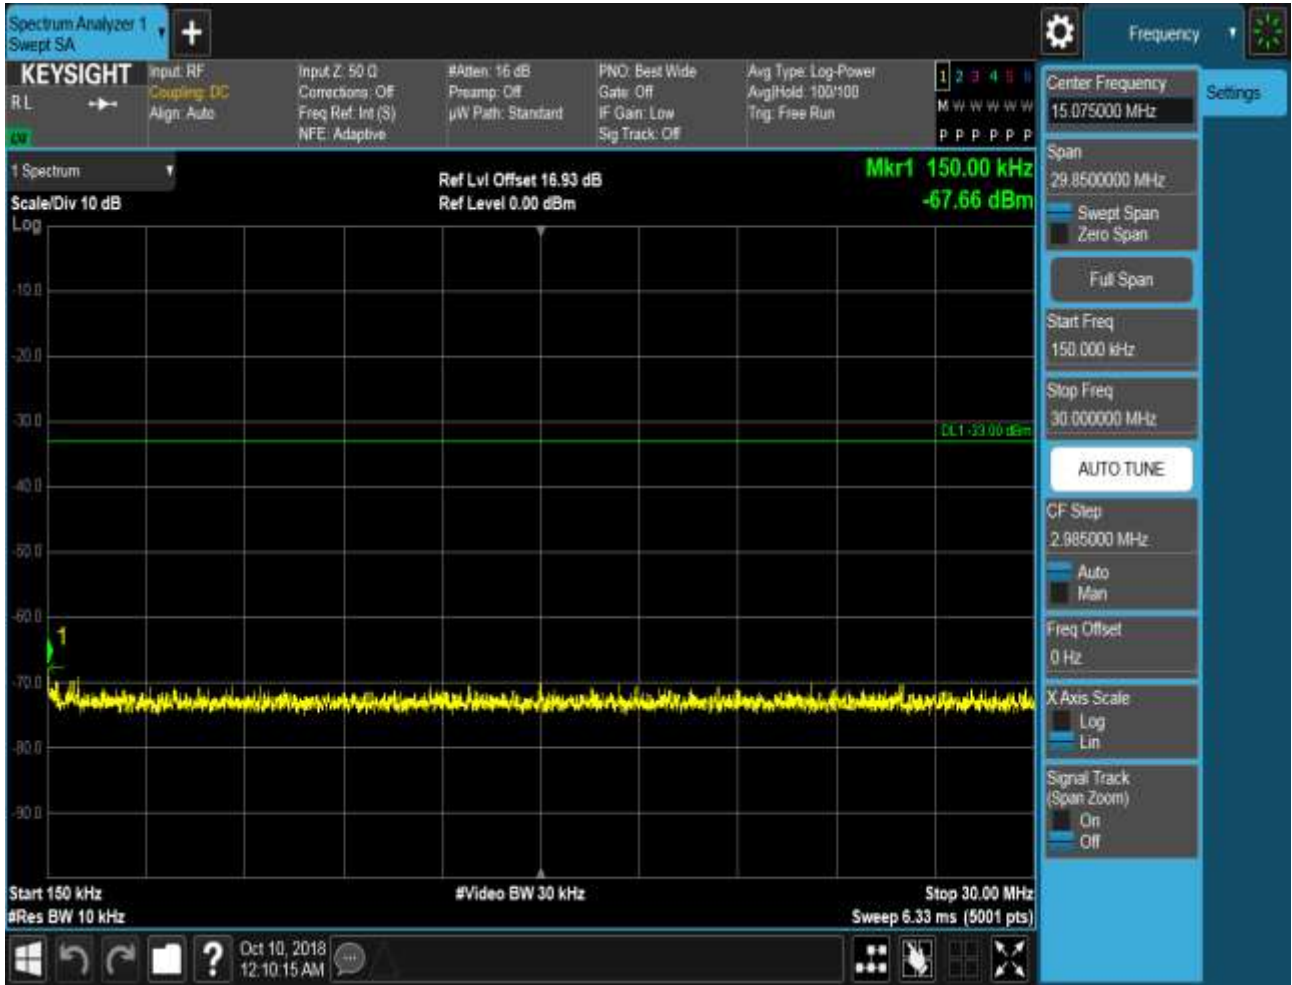 Spectrum Analyzer 1
Swept SA
+
Frequency
KEYSIGHT
RL
LW
Input: RF
Coupling: DC
Align: Auto
Input Z: 50 Ω
Corrections: Off
Freq Ref: Int (S)
NFE: Adaptive
#Atten: 16 dB
Preamp: Off
µW Path: Standard
PNO: Best Wide
Gate: Off
IF Gain: Low
Sig Track: Off
Avg Type: Log-Power
Avg|Hold: 100/100
Trig: Free Run
1 2 3 4 5 6
M W W W W W
P P P P P P
1 Spectrum
Scale/Div 10 dB
Log
Ref Lvl Offset 16.93 dB
Ref Level 0.00 dBm
Mkr1 150.00 kHz
-67.66 dBm
-10.0
-20.0
-30.0
DL1 -33.00 dBm
-40.0
-50.0
-60.0
1
-70.0
-80.0
-90.0
Start 150 kHz
#Video BW 30 kHz
Stop 30.00 MHz
#Res BW 10 kHz
Sweep 6.33 ms (5001 pts)
?
Oct 10, 2018
12:10:15 AM
Center Frequency
15.075000 MHz
Settings
Span
29.8500000 MHz
Swept Span
Zero Span
Full Span
Start Freq
150.000 kHz
Stop Freq
30.000000 MHz
AUTO TUNE
CF Step
2.985000 MHz
Auto
Man
Freq Offset
0 Hz
X Axis Scale
Log
Lin
Signal Track
(Span Zoom)
On
Off